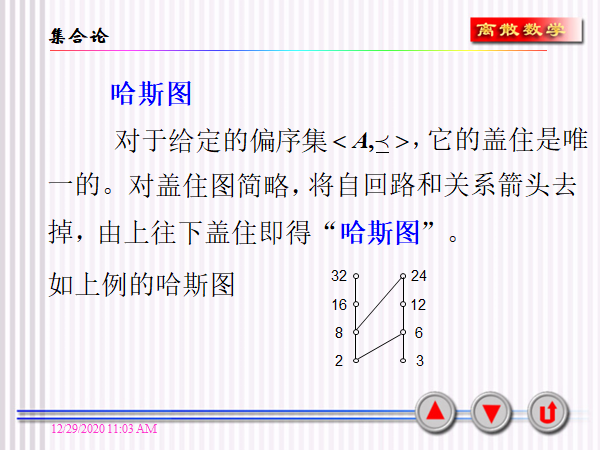 集合论
离散数学
哈斯图
对于给定的偏序集< A,≼ >，它的盖住是唯
一的。对盖住图简略，将自回路和关系箭头去
掉，由上往下盖住即得“哈斯图”。
如上例的哈斯图
32 24
16 12
8 6
2 3
12/29/2020 11:03 AM